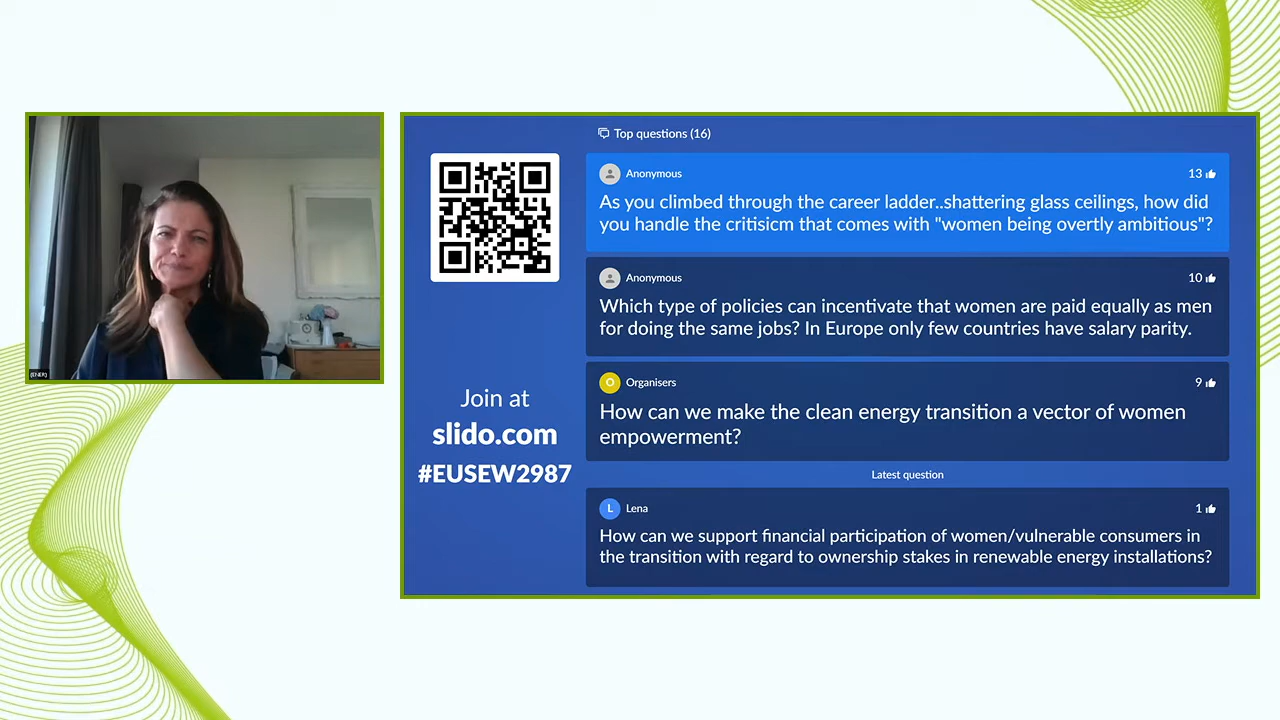 Top questions (16)
Anonymous
13
As you climbed through the career ladder..shattering glass ceilings, how did
you handle the critisicm that comes with "women being overtly ambitious"?
Anonymous
10
Which type of policies can incentivate that women are paid equally as men
for doing the same jobs? In Europe only few countries have salary parity.
O
Organisers
9
How can we make the clean energy transition a vector of women
empowerment?
Latest question
L
Lena
1
How can we support financial participation of women/vulnerable consumers in
the transition with regard to ownership stakes in renewable energy installations?
Join at
slido.com
#EUSEW2987
(ENER)